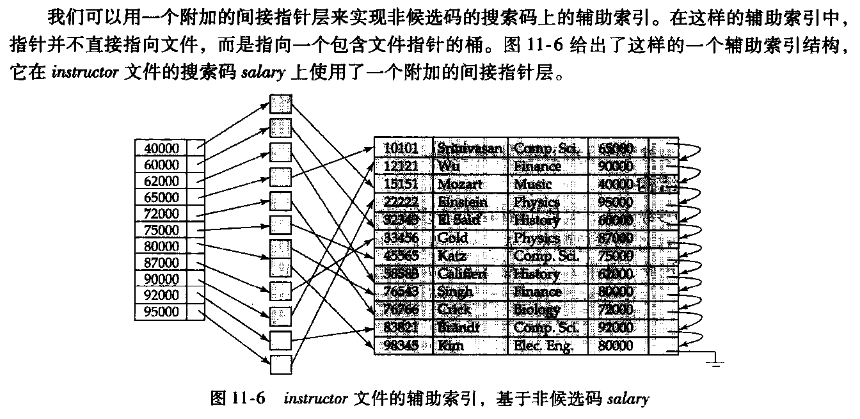 我们可以用一个附加的间接指针层来实现非候选码的搜索码上的辅助索引。在这样的辅助索引中，
指针并不直接指向文件，而是指向一个包含文件指针的桶。图 11-6 给出了这样的一个辅助索引结构，
它在 instructor 文件的搜索码 salary 上使用了一个附加的间接指针层。
40000
60000
62000
65000
72000
75000
80000
87000
90000
92000
95000
10101 Srinivasan Comp. Sci. 65000
12121 Wu Finance 90000
15151 Mozart Music 40000
22222 Einstein Physics 95000
32343 El Said History 60000
33456 Gold Physics 87000
45565 Katz Comp. Sci. 75000
58583 Califieri History 62000
76543 Singh Finance 80000
76766 Crick Biology 72000
83821 Brandt Comp. Sci. 92000
98345 Kim Elec. Eng. 80000
图 11-6 instructor 文件的辅助索引，基于非候选码 salary